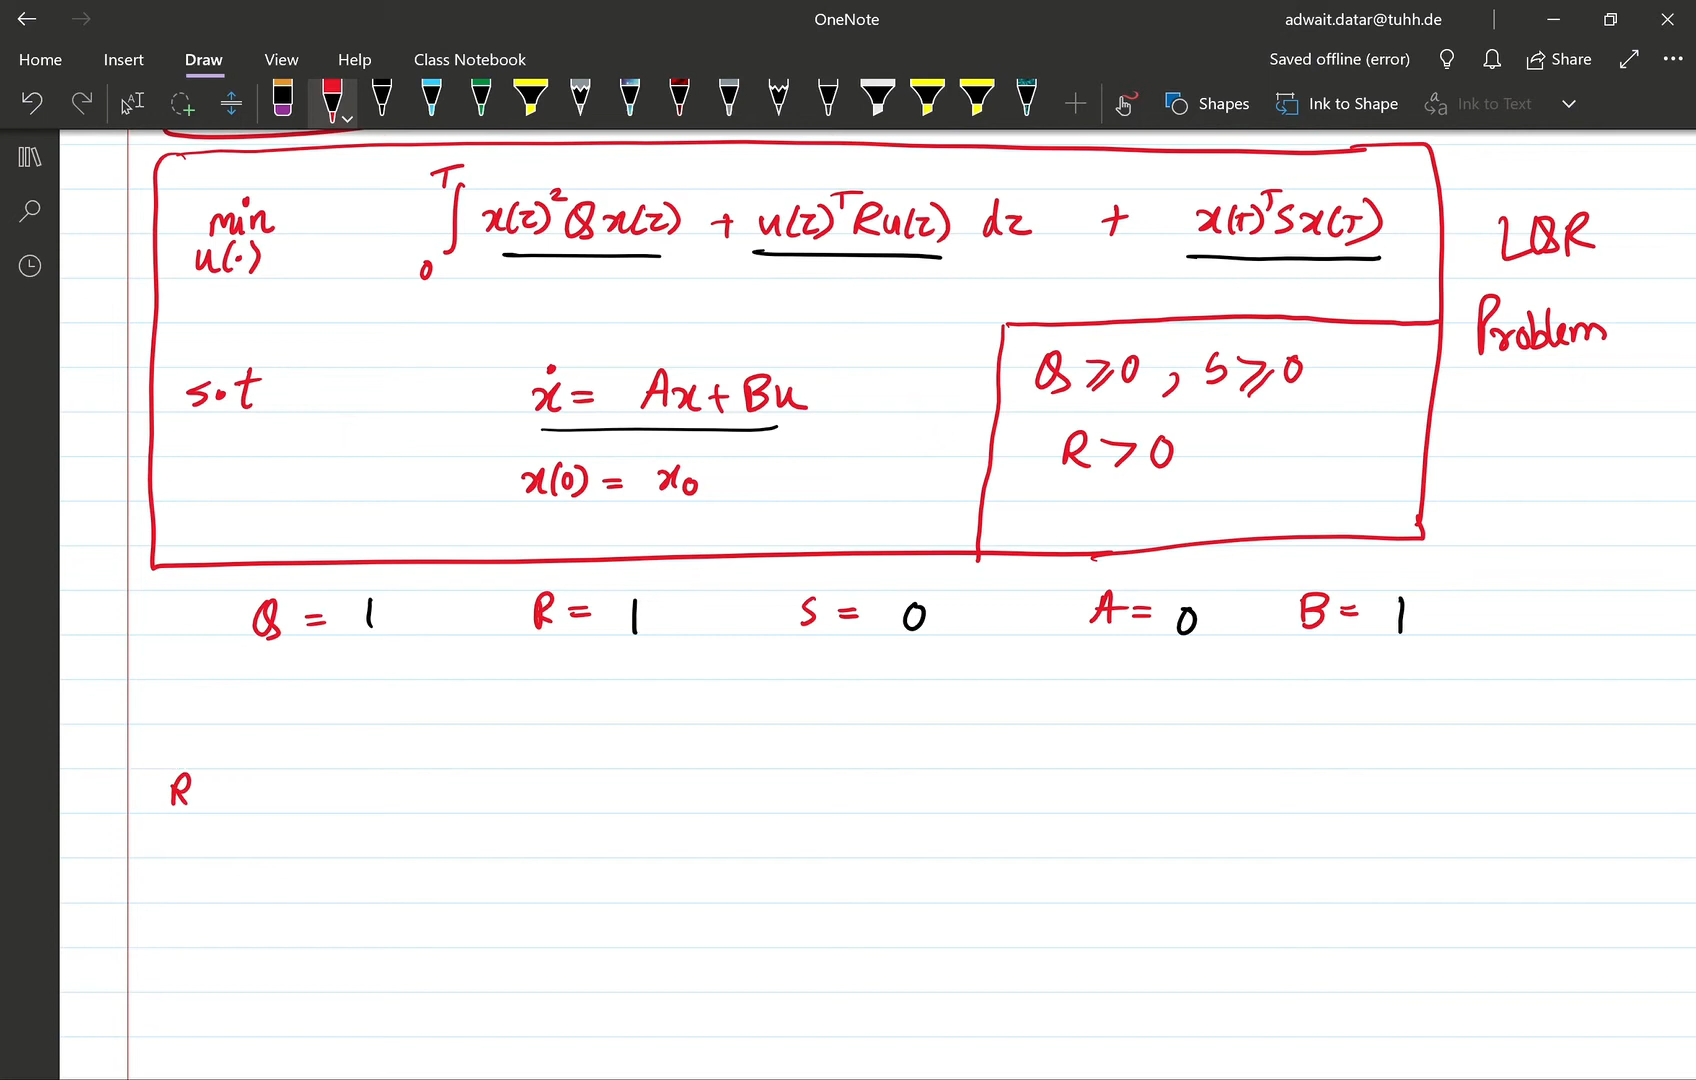 OneNote
adwait.datar@tuhh.de
Home Insert Draw View Help Class Notebook
Saved offline (error) Share
Shapes Ink to Shape Ink to Text
min ∫₀ᵀ x(τ)²Qx(τ) + u(τ)ᵀRu(τ) dτ + x(T)ᵀSx(T)
u(·)
LQR
Problem
s.t ẋ = Ax + Bu
x(0) = x₀
Q ≥ 0 , S ≥ 0
R > 0
Q = 1 R = 1 S = 0 A = 0 B = 1
R